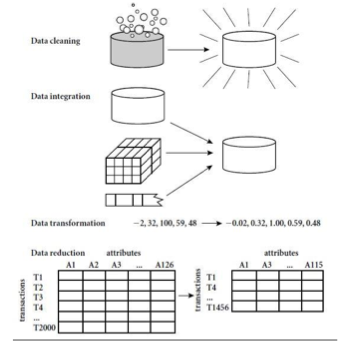 Data cleaning
Data integration
Data transformation −2, 32, 100, 59, 48 → −0.02, 0.32, 1.00, 0.59, 0.48
Data reduction attributes attributes
A1 A2 A3 ... A126 A1 A3 ... A115
transactions
T1
T2
T3
T4
...
T2000
transactions
T1
T4
...
T1456